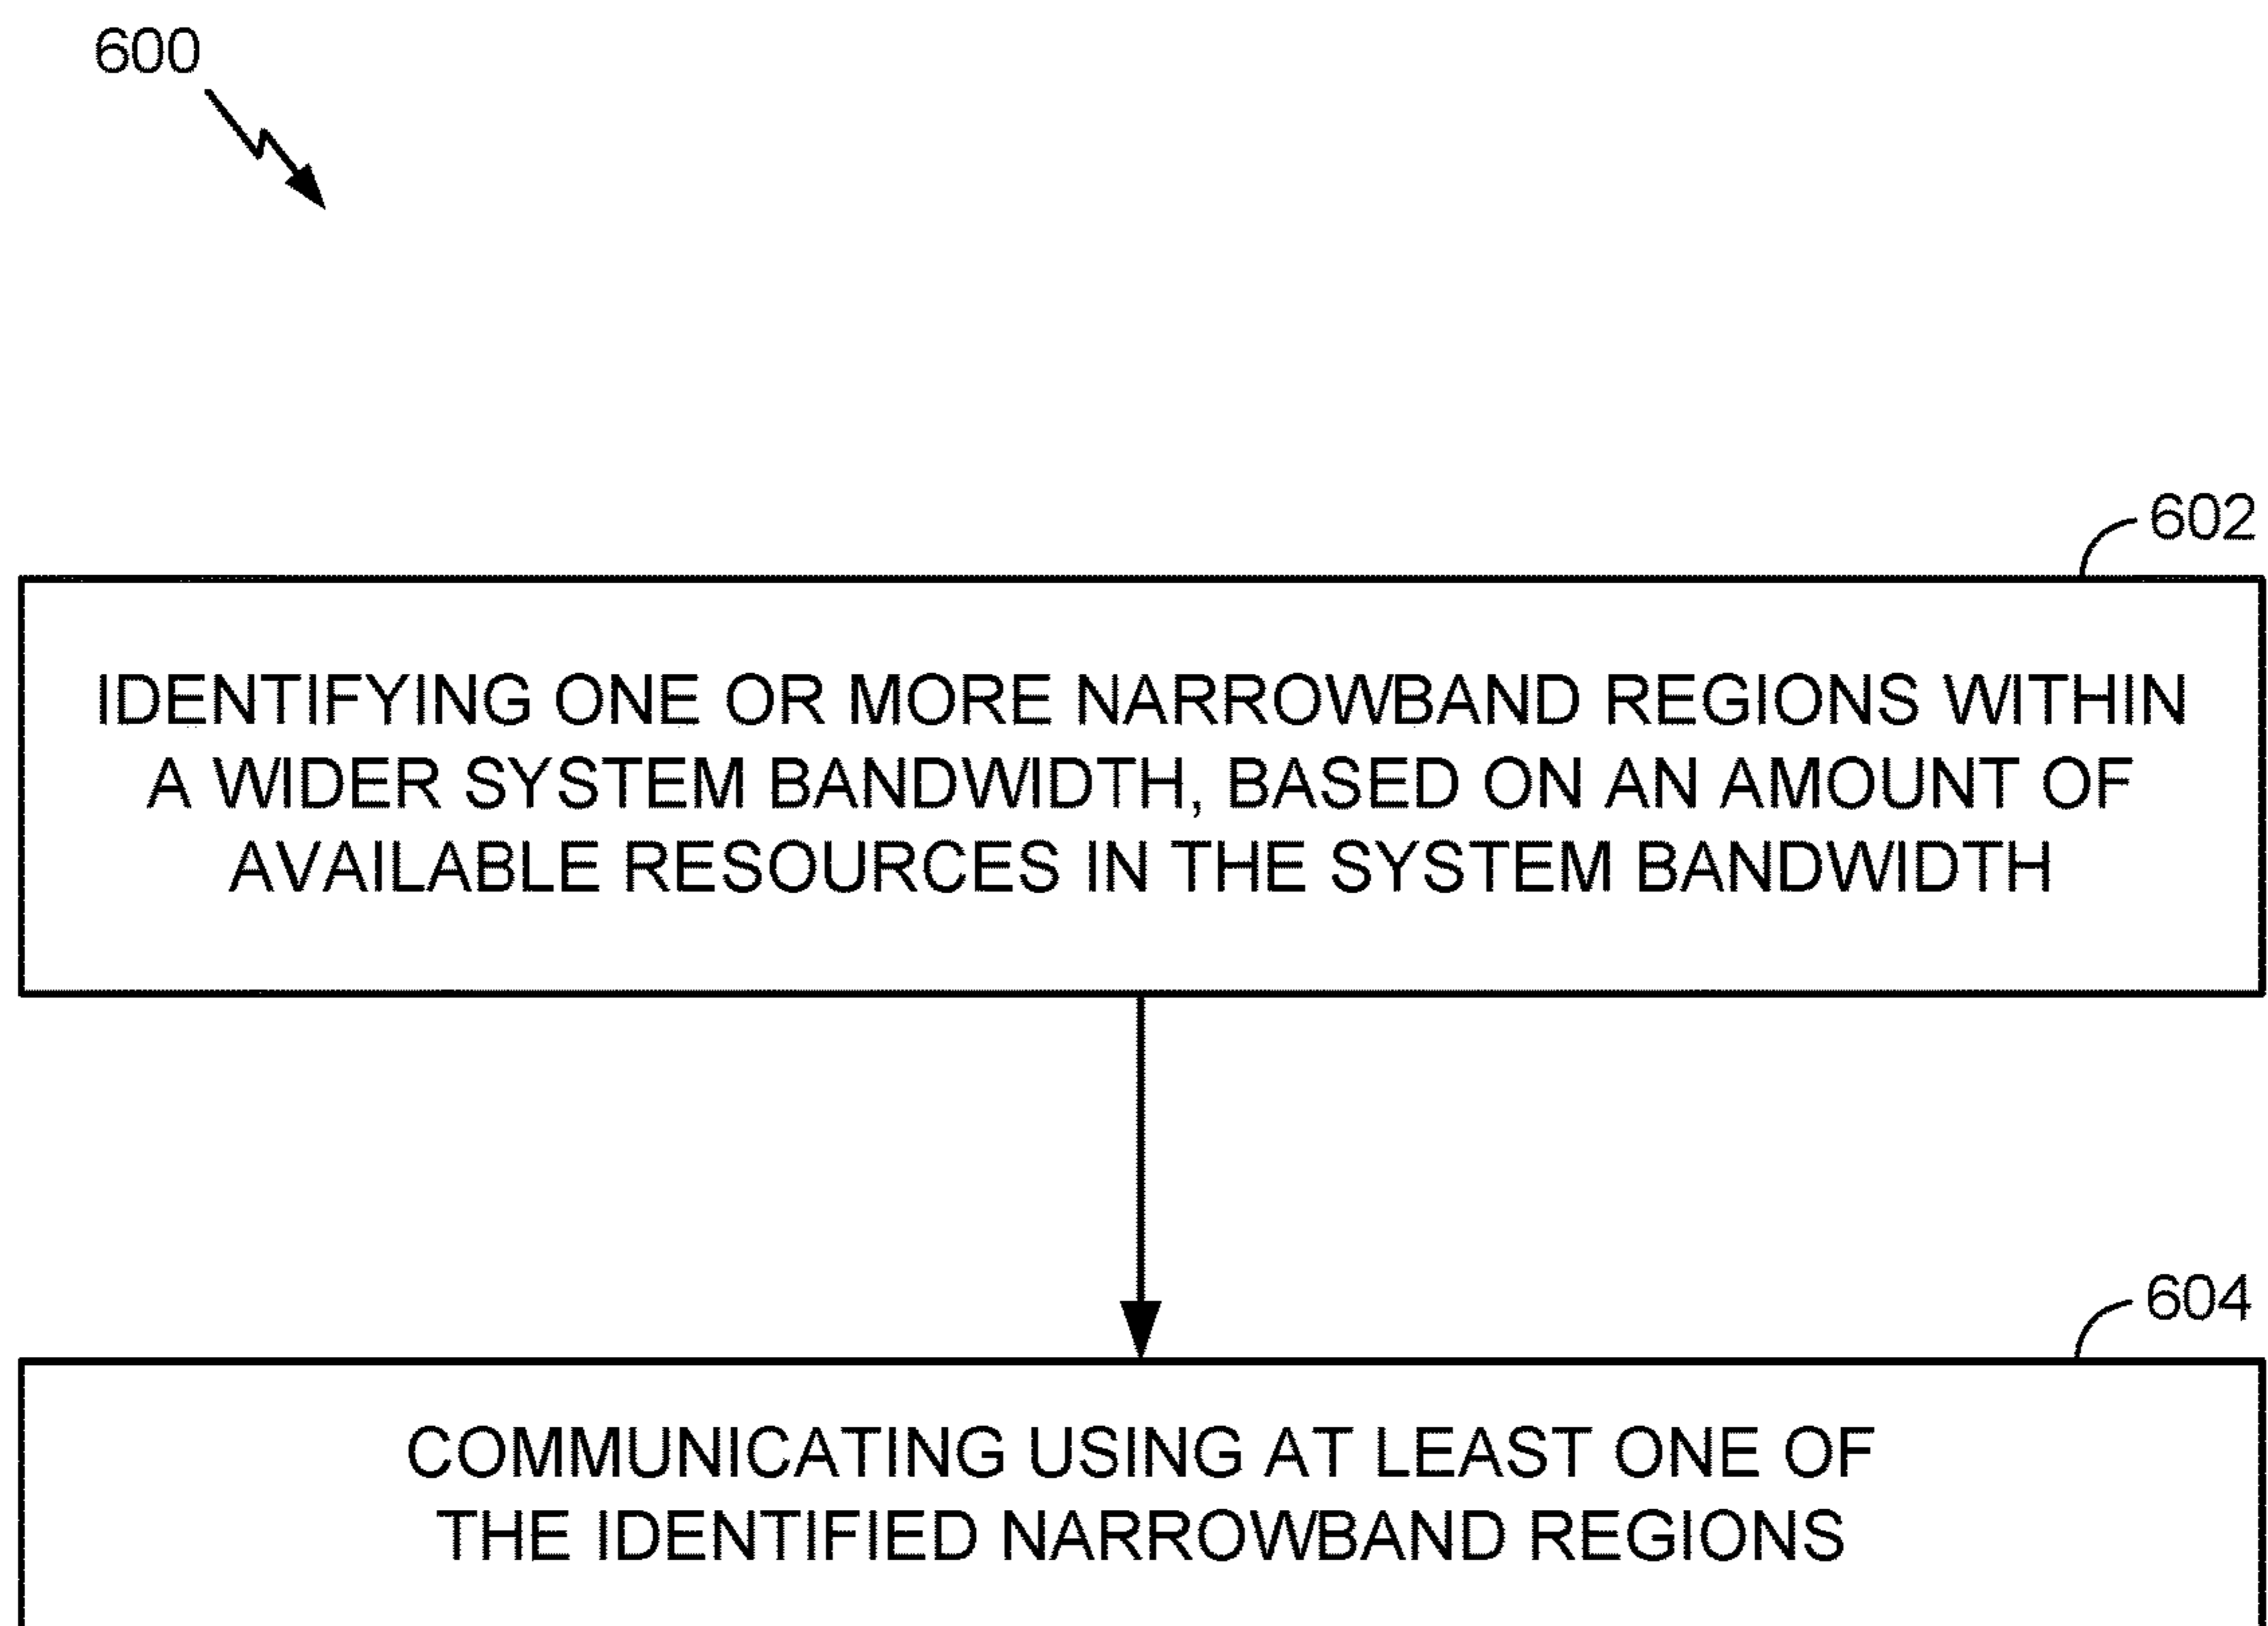 600
602
IDENTIFYING ONE OR MORE NARROWBAND REGIONS WITHIN
A WIDER SYSTEM BANDWIDTH, BASED ON AN AMOUNT OF
AVAILABLE RESOURCES IN THE SYSTEM BANDWIDTH
604
COMMUNICATING USING AT LEAST ONE OF
THE IDENTIFIED NARROWBAND REGIONS